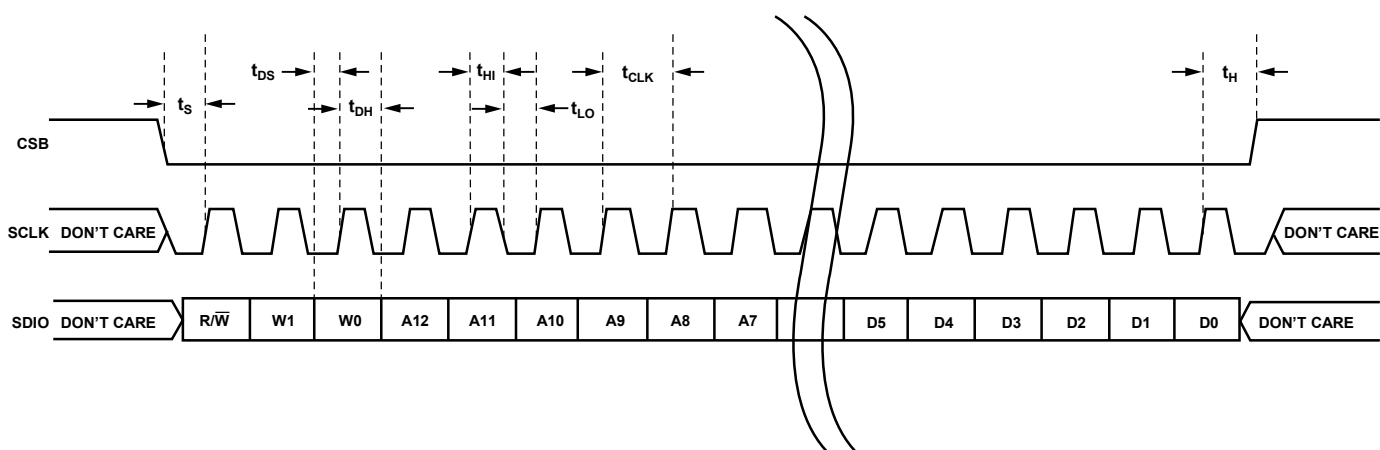 tDS tHI tCLK tH
tS tDH tLO
CSB
SCLK DON'T CARE DON'T CARE
SDIO DON'T CARE R/W̅ W1 W0 A12 A11 A10 A9 A8 A7 D5 D4 D3 D2 D1 D0 DON'T CARE